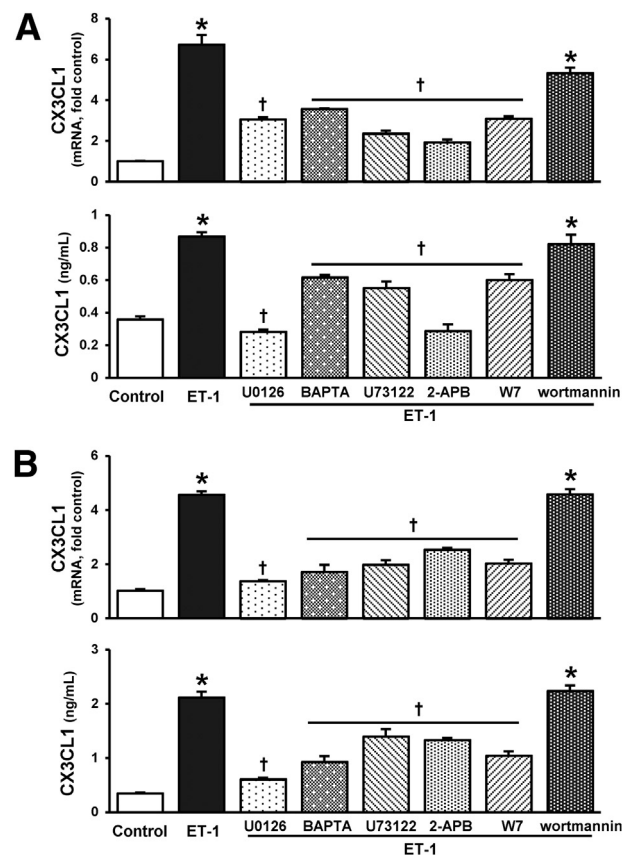 A
CX3CL1
(mRNA, fold control)
8
6
4
2
0
*
†
†
*
CX3CL1 (ng/mL)
1
0.8
0.6
0.4
0.2
0
*
†
†
*
Control ET-1 U0126 BAPTA U73122 2-APB W7 wortmannin
ET-1
B
CX3CL1
(mRNA, fold control)
6
4
2
0
*
†
†
*
CX3CL1 (ng/mL)
3
2
1
0
*
†
†
*
Control ET-1 U0126 BAPTA U73122 2-APB W7 wortmannin
ET-1